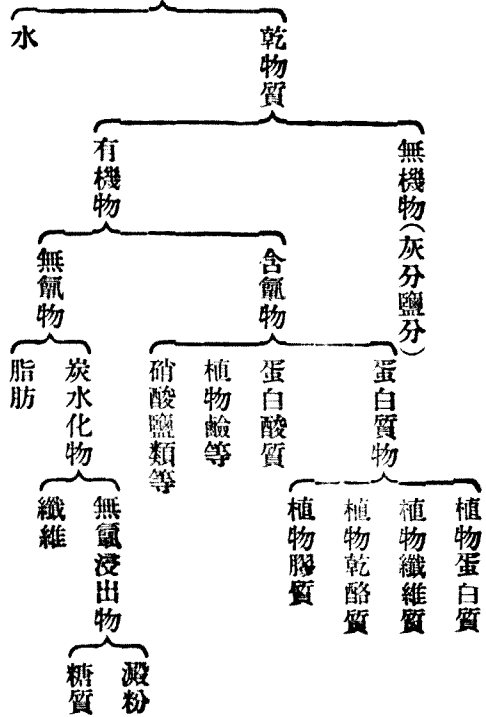 乾物質
水
無機物(灰分鹽分)
有機物
含氮物
無氮物
蛋白質物
蛋白酸質
植物鹼等
硝酸鹽類等
炭水化物
脂肪
植物蛋白質
植物纖維質
植物乾酪質
植物膠質
無氮浸出物
纖維
澱粉
糖質